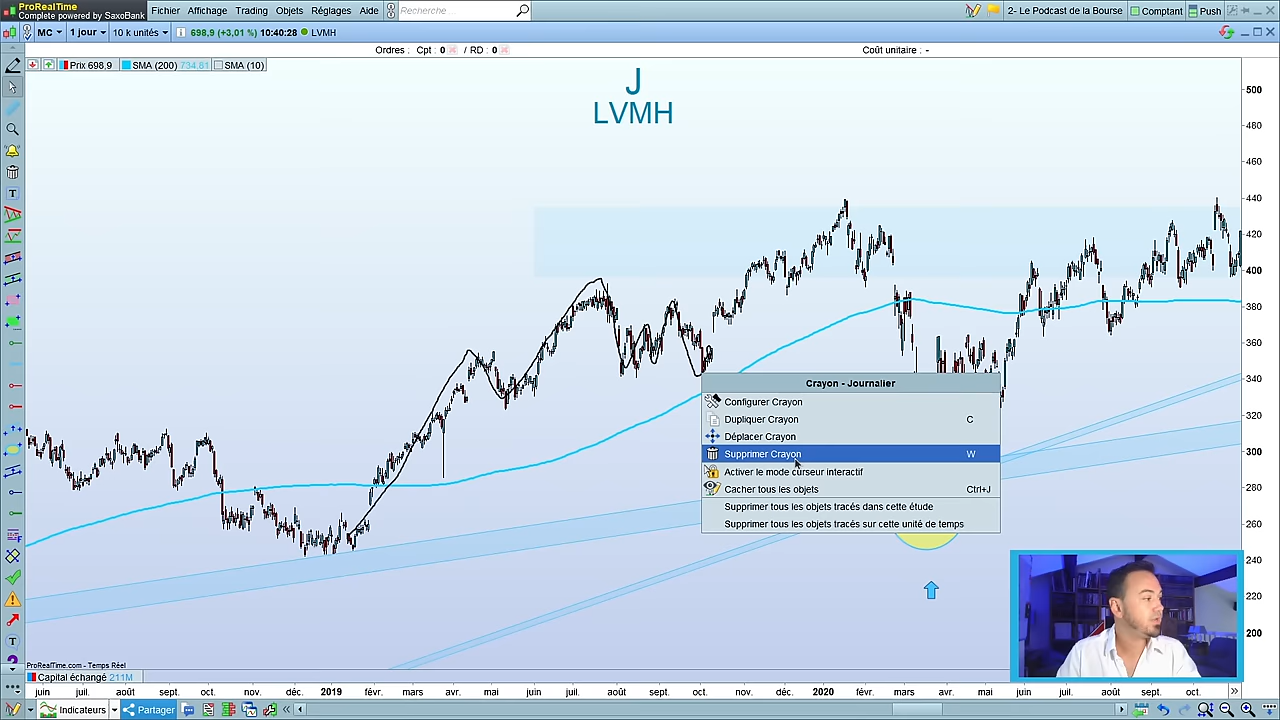 ProRealTime
Complete powered by SaxoBank
Fichier Affichage Trading Objets Réglages Aide Recherche... 2- Le Podcast de la Bourse Comptant Push
MC 1 jour 10 k unités 698,9 (+3,01 %) 10:40:28 LVMH
Ordres : Cpt : 0 / RD : 0 Coût unitaire : -
Prix 698,9 SMA (200) 734,81 SMA (10)
J
LVMH
500
480
460
440
420
400
380
360
340
320
300
280
260
240
220
200
Crayon - Journalier
Configurer Crayon
Dupliquer Crayon C
Déplacer Crayon
Supprimer Crayon W
Activer le mode curseur interactif
Cacher tous les objets Ctrl+J
Supprimer tous les objets tracés dans cette étude
Supprimer tous les objets tracés sur cette unité de temps
ProRealTime.com - Temps Réel
Capital échangé 211M
juin juil. août sept. oct. nov. déc. 2019 févr. mars avr. mai juin juil. août sept. oct. nov. déc. 2020 févr. mars avr. mai juin juil. août sept. oct.
Indicateurs Partager